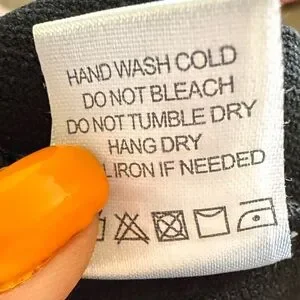 HAND WASH COLD
DO NOT BLEACH
DO NOT TUMBLE DRY
HANG DRY
IRON IF NEEDED